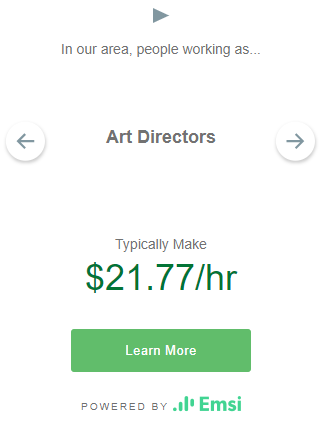 In our area, people working as...
Art Directors
Typically Make
$21.77/hr
Learn More
POWERED BY Emsi